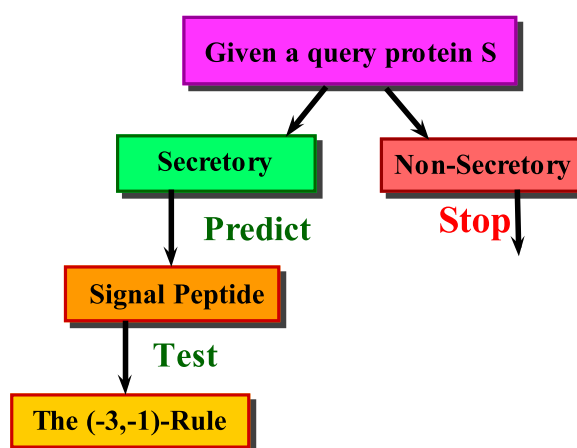 Given a query protein S
Secretory
Non-Secretory
Predict
Stop
Signal Peptide
Test
The (-3,-1)-Rule